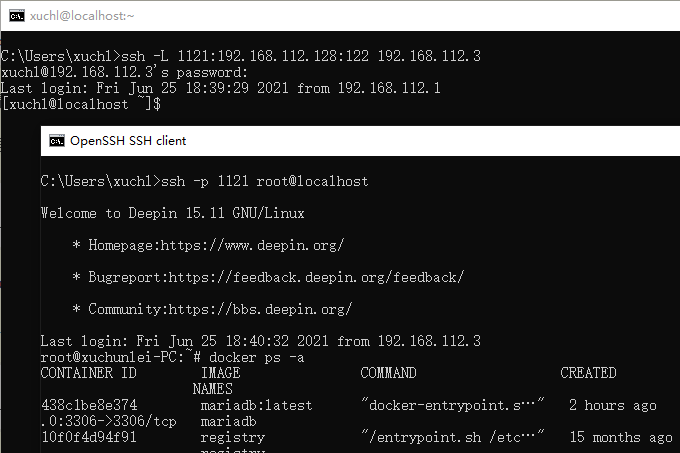 xuchl@localhost:~
C:\Users\xuchl>ssh -L 1121:192.168.112.128:122 192.168.112.3
xuchl@192.168.112.3's password:
Last login: Fri Jun 25 18:39:29 2021 from 192.168.112.1
[xuchl@localhost ~]$
OpenSSH SSH client
C:\Users\xuchl>ssh -p 1121 root@localhost
Welcome to Deepin 15.11 GNU/Linux
* Homepage:https://www.deepin.org/
* Bugreport:https://feedback.deepin.org/feedback/
* Community:https://bbs.deepin.org/
Last login: Fri Jun 25 18:40:32 2021 from 192.168.112.3
root@xuchunlei-PC:~# docker ps -a
CONTAINER ID IMAGE COMMAND CREATED
NAMES
438c1be8e374 mariadb:latest "docker-entrypoint.s…" 2 hours ago
.0:3306->3306/tcp mariadb
10f0f4d94f91 registry "/entrypoint.sh /etc…" 15 months ago
registry